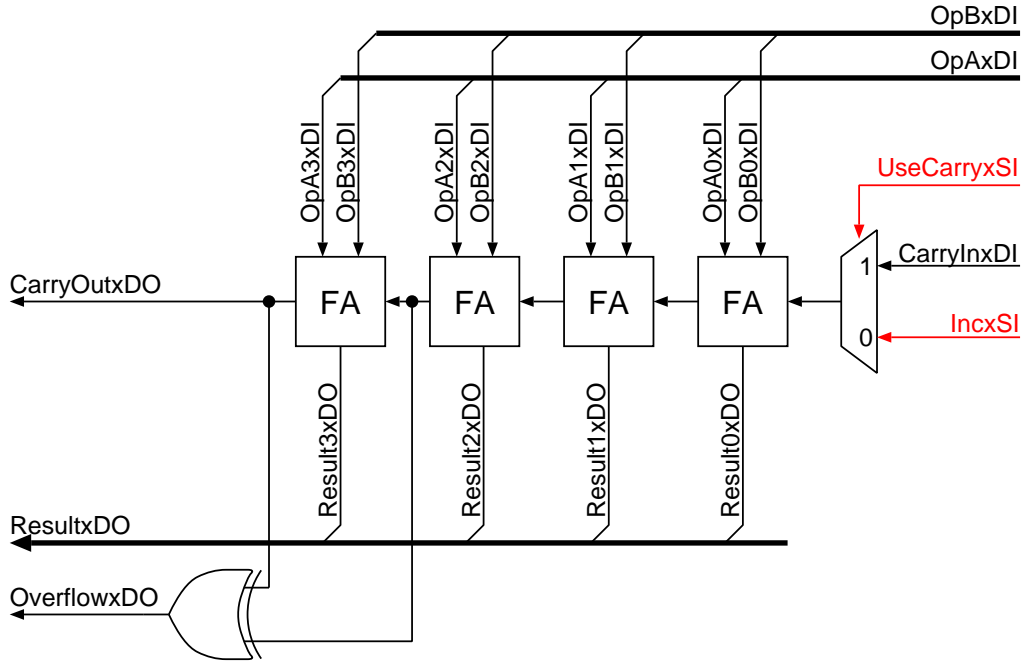 OpBxDI
OpAxDI
OpA3xDI
OpB3xDI
OpA2xDI
OpB2xDI
OpA1xDI
OpB1xDI
OpA0xDI
OpB0xDI
UseCarryxSI
CarryInxDI
1
IncxSI
0
CarryOutxDO
FA
FA
FA
FA
Result3xDO
Result2xDO
Result1xDO
Result0xDO
ResultxDO
OverflowxDO